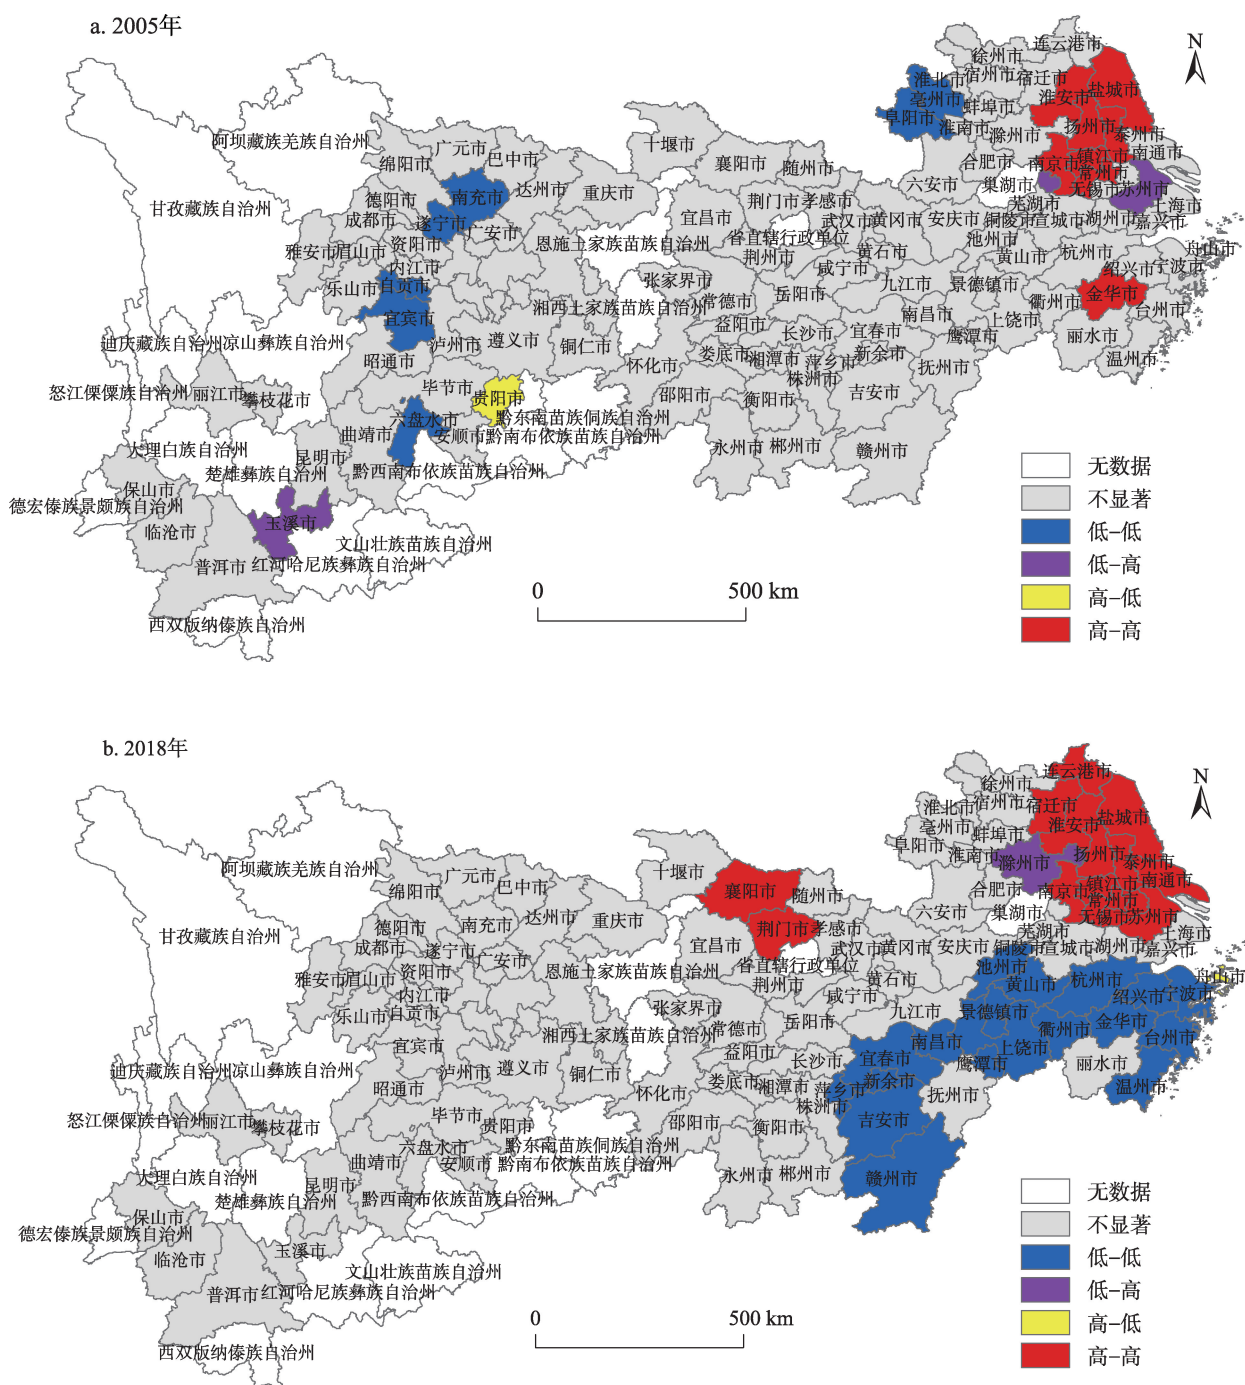 a. 2005年
N
连云港市
徐州市
宿州市
宿迁市
淮北市
亳州市
阜阳市
蚌埠市
淮安市
盐城市
淮南市
滁州市
扬州市
泰州市
合肥市
南京市
镇江市
南通市
常州市
巢湖市
无锡市
苏州市
六安市
芜湖市
上海市
安庆市
铜陵市
宣城市
湖州市
嘉兴市
池州市
黄山市
杭州市
舟山市
绍兴市
宁波市
衢州市
金华市
台州市
丽水市
温州市
阿坝藏族羌族自治州
广元市
巴中市
绵阳市
南充市
达州市
重庆市
德阳市
成都市
遂宁市
广安市
甘孜藏族自治州
雅安市
眉山市
资阳市
内江市
乐山市
自贡市
宜宾市
泸州市
十堰市
襄阳市
随州市
荆门市
孝感市
宜昌市
武汉市
黄冈市
恩施土家族苗族自治州
省直辖行政单位
荆州市
黄石市
咸宁市
张家界市
湘西土家族苗族自治州
常德市
岳阳市
九江市
景德镇市
南昌市
益阳市
长沙市
宜春市
上饶市
鹰潭市
遵义市
铜仁市
怀化市
娄底市
湘潭市
萍乡市
新余市
株洲市
抚州市
邵阳市
衡阳市
吉安市
永州市
郴州市
赣州市
迪庆藏族自治州
凉山彝族自治州
昭通市
怒江傈僳族自治州
丽江市
攀枝花市
毕节市
贵阳市
六盘水市
黔东南苗族侗族自治州
曲靖市
安顺市
黔南布依族苗族自治州
大理白族自治州
昆明市
楚雄彝族自治州
黔西南布依族苗族自治州
保山市
德宏傣族景颇族自治州
临沧市
玉溪市
文山壮族苗族自治州
普洱市
红河哈尼族彝族自治州
西双版纳傣族自治州
0
500 km
无数据
不显著
低-低
低-高
高-低
高-高
b. 2018年
N
连云港市
徐州市
宿州市
宿迁市
淮北市
亳州市
阜阳市
蚌埠市
淮安市
盐城市
淮南市
滁州市
扬州市
泰州市
合肥市
南京市
镇江市
南通市
常州市
巢湖市
无锡市
苏州市
六安市
芜湖市
上海市
安庆市
铜陵市
宣城市
湖州市
嘉兴市
池州市
黄山市
杭州市
舟山市
绍兴市
宁波市
衢州市
金华市
台州市
丽水市
温州市
阿坝藏族羌族自治州
广元市
巴中市
绵阳市
南充市
达州市
重庆市
德阳市
成都市
遂宁市
广安市
甘孜藏族自治州
雅安市
眉山市
资阳市
内江市
乐山市
自贡市
宜宾市
泸州市
十堰市
襄阳市
随州市
荆门市
孝感市
宜昌市
武汉市
黄冈市
恩施土家族苗族自治州
省直辖行政单位
荆州市
黄石市
咸宁市
张家界市
湘西土家族苗族自治州
常德市
岳阳市
九江市
景德镇市
南昌市
益阳市
长沙市
宜春市
上饶市
鹰潭市
遵义市
铜仁市
怀化市
娄底市
湘潭市
萍乡市
新余市
株洲市
抚州市
邵阳市
衡阳市
吉安市
永州市
郴州市
赣州市
迪庆藏族自治州
凉山彝族自治州
昭通市
怒江傈僳族自治州
丽江市
攀枝花市
毕节市
贵阳市
六盘水市
黔东南苗族侗族自治州
曲靖市
安顺市
黔南布依族苗族自治州
大理白族自治州
昆明市
楚雄彝族自治州
黔西南布依族苗族自治州
保山市
德宏傣族景颇族自治州
临沧市
玉溪市
文山壮族苗族自治州
普洱市
红河哈尼族彝族自治州
西双版纳傣族自治州
0
500 km
无数据
不显著
低-低
低-高
高-低
高-高